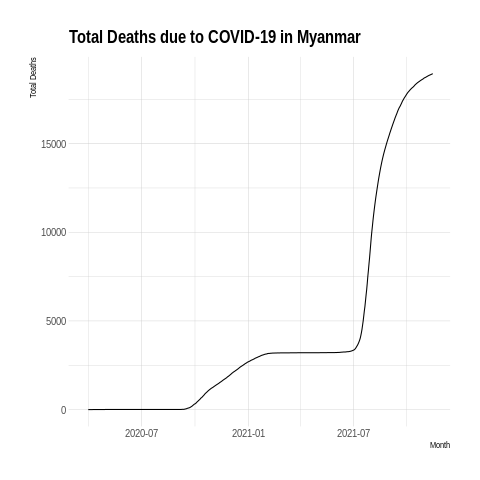 Total Deaths due to COVID-19 in Myanmar
Total Deaths
15000
10000
5000
0
2020-07 2021-01 2021-07
Month